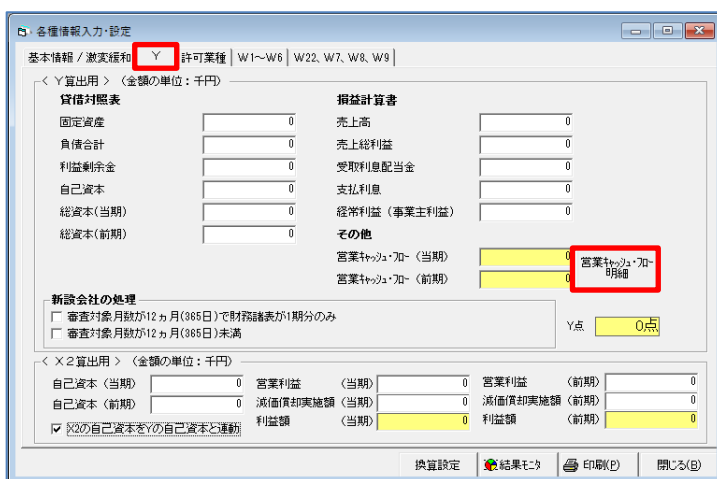 各種情報入力・設定
基本情報 / 激変緩和 Y 許可業種 W1～W6 W22、W7、W8、W9
＜ Y算出用 ＞ （金額の単位：千円）
貸借対照表 損益計算書
固定資産 0 売上高 0
負債合計 0 売上総利益 0
利益剰余金 0 受取利息配当金 0
自己資本 0 支払利息 0
総資本(当期) 0 経常利益（事業主利益） 0
総資本(前期) 0 その他
営業ｷｬｯｼｭ・ﾌﾛｰ（当期） 0 営業ｷｬｯｼｭ・ﾌﾛｰ
明細
営業ｷｬｯｼｭ・ﾌﾛｰ（前期） 0
新設会社の処理
審査対象月数が12ヵ月(365日)で財務諸表が1期分のみ
審査対象月数が12ヵ月(365日)未満
Y点 0点
＜ X2算出用 ＞ （金額の単位：千円）
自己資本（当期） 0 営業利益 （当期） 0 営業利益 （前期） 0
自己資本（前期） 0 減価償却実施額（当期） 0 減価償却実施額（前期） 0
X2の自己資本をYの自己資本と連動 利益額 （当期） 0 利益額 （前期） 0
換算設定 結果ﾓﾆﾀ 印刷(P) 閉じる(B)